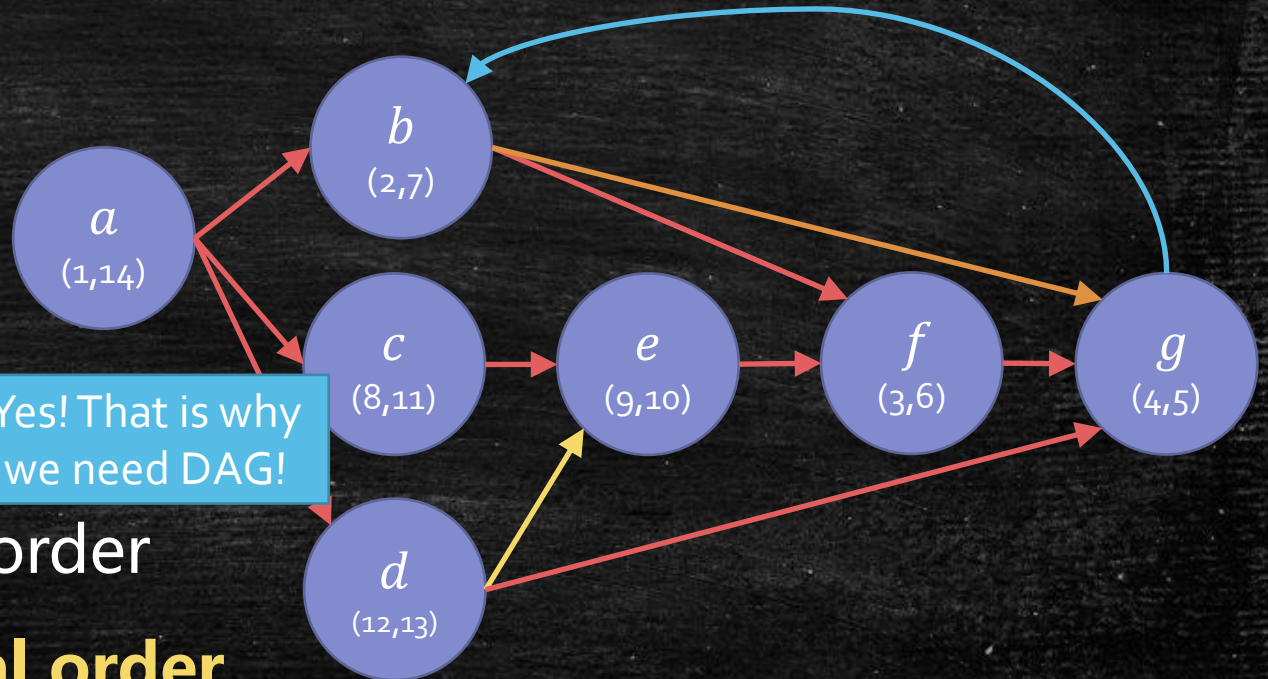 b
(2,7)
a
(1,14)
c
(8,11)
e
(9,10)
f
(3,6)
g
(4,5)
Yes! That is why
we need DAG!
order
d
(12,13)
order